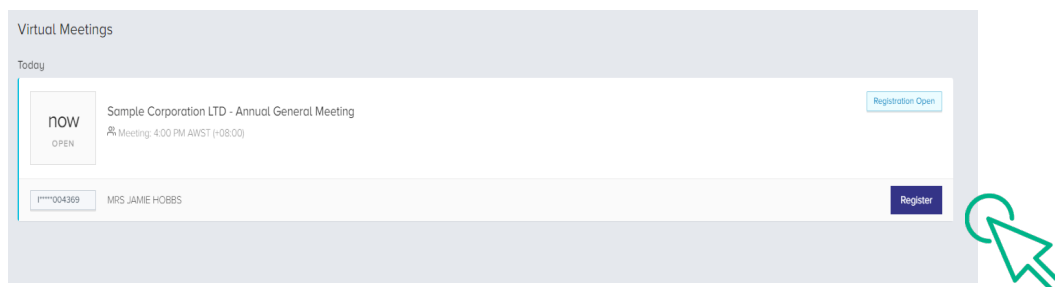 Virtual Meetings
Today
now
OPEN
Sample Corporation LTD - Annual General Meeting
Meeting: 4:00 PM AWST (+08:00)
Registration Open
I*****004369
MRS JAMIE HOBBS
Register